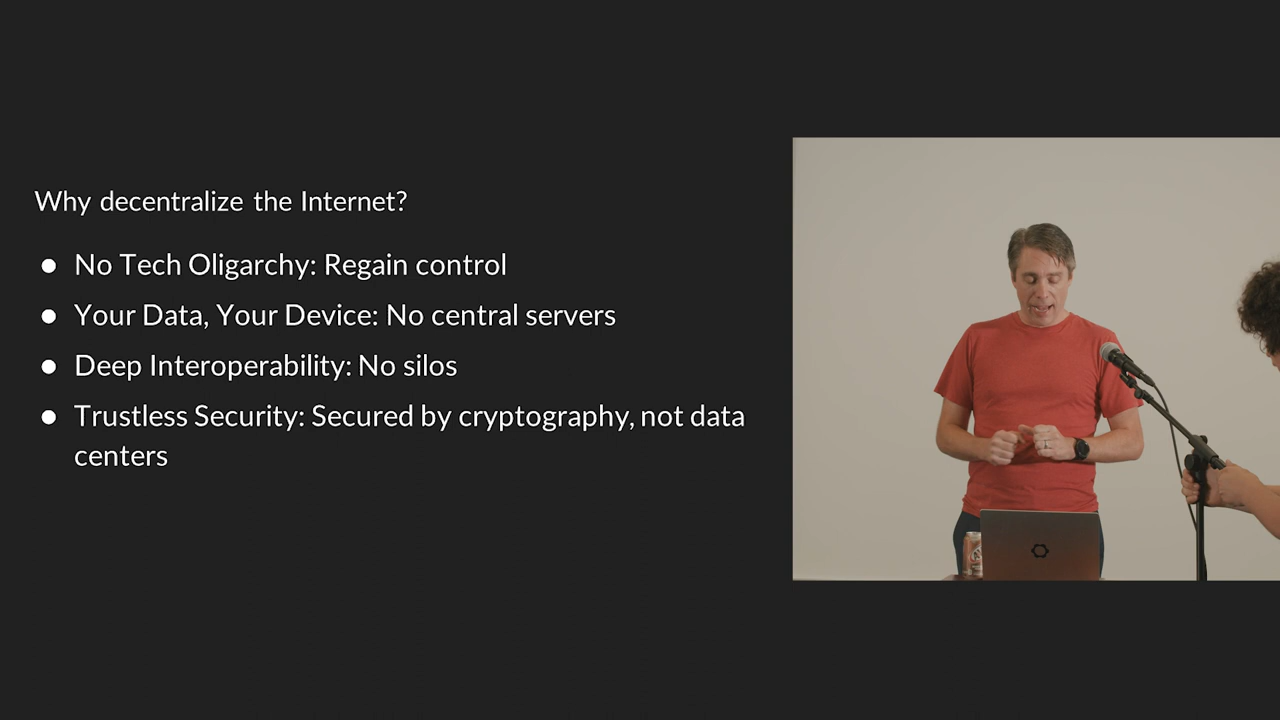 Why decentralize the Internet?
● No Tech Oligarchy: Regain control
● Your Data, Your Device: No central servers
● Deep Interoperability: No silos
● Trustless Security: Secured by cryptography, not data
centers